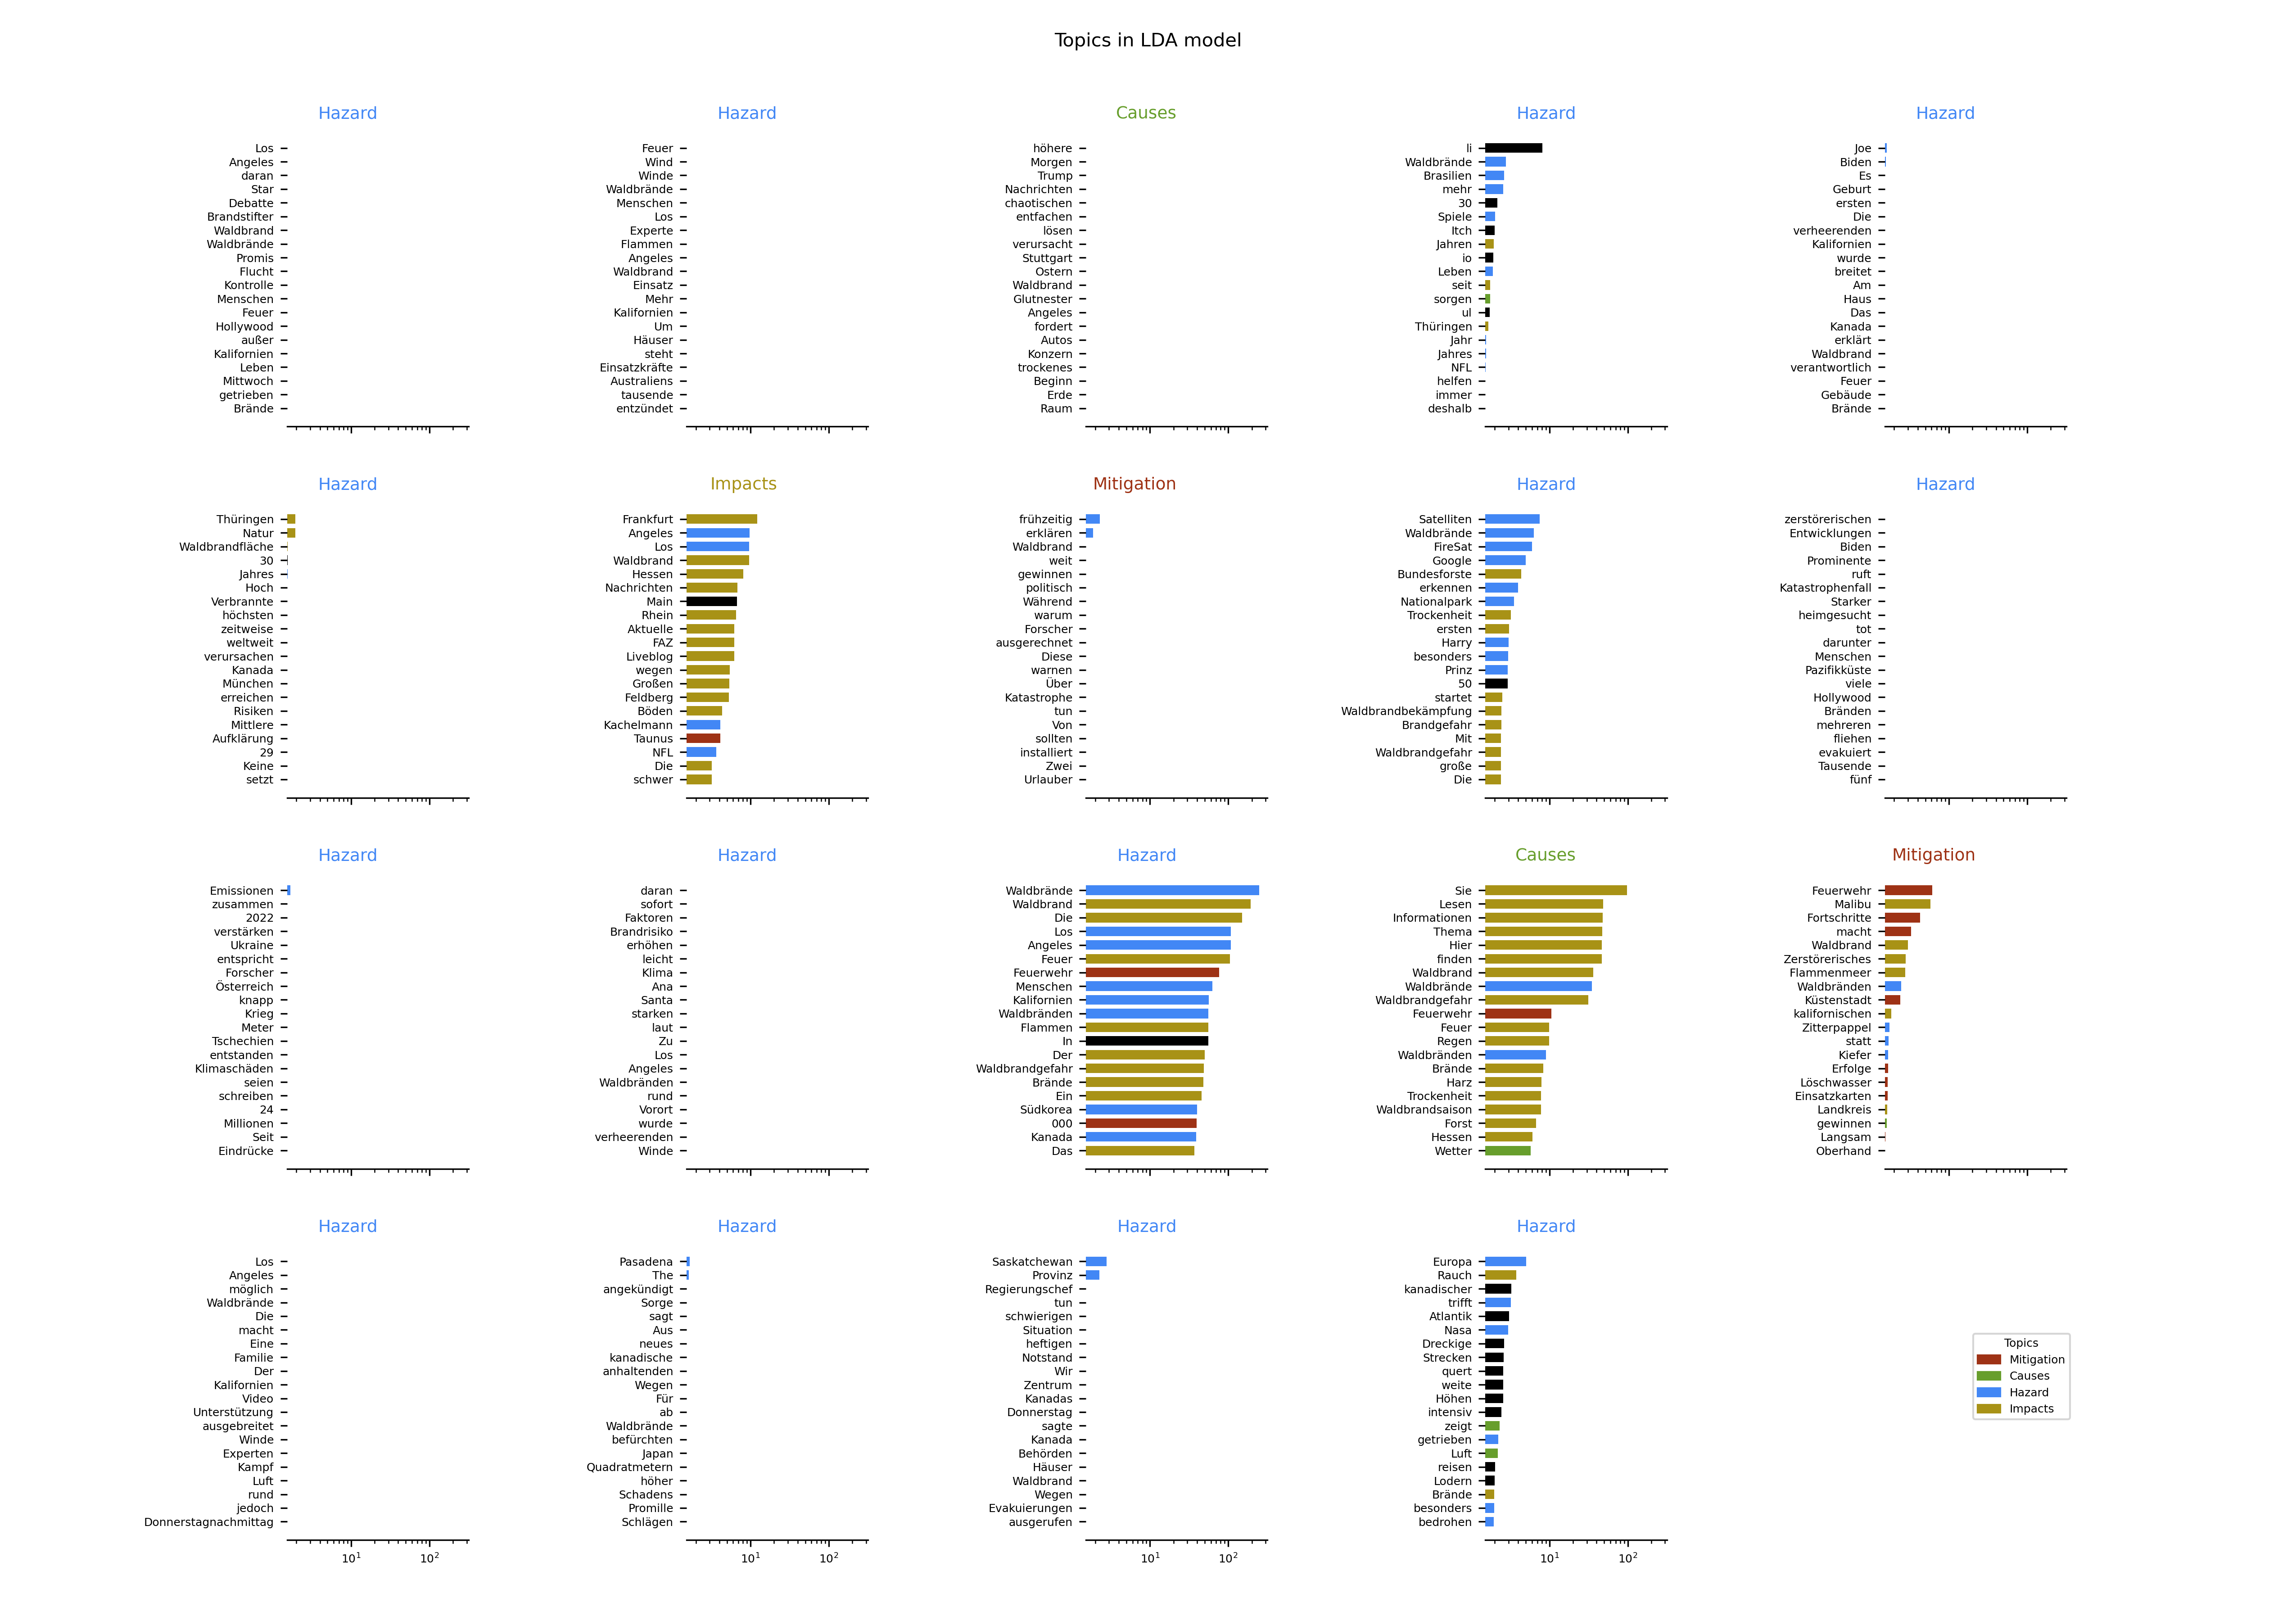 Topics in LDA model
Hazard
Los
Angeles
daran
Star
Debatte
Brandstifter
Waldbrand
Waldbrände
Promis
Flucht
Kontrolle
Menschen
Feuer
Hollywood
außer
Kalifornien
Leben
Mittwoch
getrieben
Brände
Hazard
Feuer
Wind
Winde
Waldbrände
Menschen
Los
Experte
Flammen
Angeles
Waldbrand
Einsatz
Mehr
Kalifornien
Um
Häuser
steht
Einsatzkräfte
Australiens
tausende
entzündet
Causes
höhere
Morgen
Trump
Nachrichten
chaotischen
entfachen
lösen
verursacht
Stuttgart
Ostern
Waldbrand
Glutnester
Angeles
fordert
Autos
Konzern
trockenes
Beginn
Erde
Raum
Hazard
li
Waldbrände
Brasilien
mehr
30
Spiele
Itch
Jahren
io
Leben
seit
sorgen
ul
Thüringen
Jahr
Jahres
NFL
helfen
immer
deshalb
Hazard
Joe
Biden
Es
Geburt
ersten
Die
verheerenden
Kalifornien
wurde
breitet
Am
Haus
Das
Kanada
erklärt
Waldbrand
verantwortlich
Feuer
Gebäude
Brände
Hazard
Thüringen
Natur
Waldbrandfläche
30
Jahres
Hoch
Verbrannte
höchsten
zeitweise
weltweit
verursachen
Kanada
München
erreichen
Risiken
Mittlere
Aufklärung
29
Keine
setzt
Impacts
Frankfurt
Angeles
Los
Waldbrand
Hessen
Nachrichten
Main
Rhein
Aktuelle
FAZ
Liveblog
wegen
Großen
Feldberg
Böden
Kachelmann
Taunus
NFL
Die
schwer
Mitigation
frühzeitig
erklären
Waldbrand
weit
gewinnen
politisch
Während
warum
Forscher
ausgerechnet
Diese
warnen
Über
Katastrophe
tun
Von
sollten
installiert
Zwei
Urlauber
Hazard
Satelliten
Waldbrände
FireSat
Google
Bundesforste
erkennen
Nationalpark
Trockenheit
ersten
Harry
besonders
Prinz
50
startet
Waldbrandbekämpfung
Brandgefahr
Mit
Waldbrandgefahr
große
Die
Hazard
zerstörerischen
Entwicklungen
Biden
Prominente
ruft
Katastrophenfall
Starker
heimgesucht
tot
darunter
Menschen
Pazifikküste
viele
Hollywood
Bränden
mehreren
fliehen
evakuiert
Tausende
fünf
Hazard
Emissionen
zusammen
2022
verstärken
Ukraine
entspricht
Forscher
Österreich
knapp
Krieg
Meter
Tschechien
entstanden
Klimaschäden
seien
schreiben
24
Millionen
Seit
Eindrücke
Hazard
daran
sofort
Faktoren
Brandrisiko
erhöhen
leicht
Klima
Ana
Santa
starken
laut
Zu
Los
Angeles
Waldbränden
rund
Vorort
wurde
verheerenden
Winde
Hazard
Waldbrände
Waldbrand
Die
Los
Angeles
Feuer
Feuerwehr
Menschen
Kalifornien
Waldbränden
Flammen
In
Der
Waldbrandgefahr
Brände
Ein
Südkorea
000
Kanada
Das
Causes
Sie
Lesen
Informationen
Thema
Hier
finden
Waldbrand
Waldbrände
Waldbrandgefahr
Feuerwehr
Feuer
Regen
Waldbränden
Brände
Harz
Trockenheit
Waldbrandsaison
Forst
Hessen
Wetter
Mitigation
Feuerwehr
Malibu
Fortschritte
macht
Waldbrand
Zerstörerisches
Flammenmeer
Waldbränden
Küstenstadt
kalifornischen
Zitterpappel
statt
Kiefer
Erfolge
Löschwasser
Einsatzkarten
Landkreis
gewinnen
Langsam
Oberhand
Hazard
Los
Angeles
möglich
Waldbrände
Die
macht
Eine
Familie
Der
Kalifornien
Video
Unterstützung
ausgebreitet
Winde
Experten
Kampf
Luft
rund
jedoch
Donnerstagnachmittag
10¹ 10²
Hazard
Pasadena
The
angekündigt
Sorge
sagt
Aus
neues
kanadische
anhaltenden
Wegen
Für
ab
Waldbrände
befürchten
Japan
Quadratmetern
höher
Schadens
Promille
Schlägen
10¹ 10²
Hazard
Saskatchewan
Provinz
Regierungschef
tun
schwierigen
Situation
heftigen
Notstand
Wir
Zentrum
Kanadas
Donnerstag
sagte
Kanada
Behörden
Häuser
Waldbrand
Wegen
Evakuierungen
ausgerufen
10¹ 10²
Hazard
Europa
Rauch
kanadischer
trifft
Atlantik
Nasa
Dreckige
Strecken
quert
weite
Höhen
intensiv
zeigt
getrieben
Luft
reisen
Lodern
Brände
besonders
bedrohen
10¹ 10²
Topics
Mitigation
Causes
Hazard
Impacts